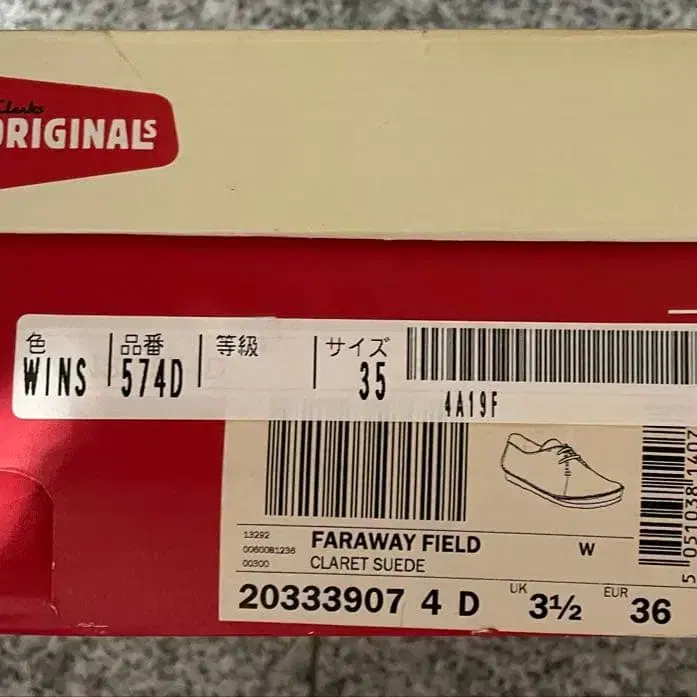 Clarks
ORIGINALS
色 品番 等級 サイズ
WINS 574D 35
4A19F
13292
0060081236
00300
FARAWAY FIELD W
CLARET SUEDE
20333907 4 D UK 3½ EUR 36
5 051038 1407